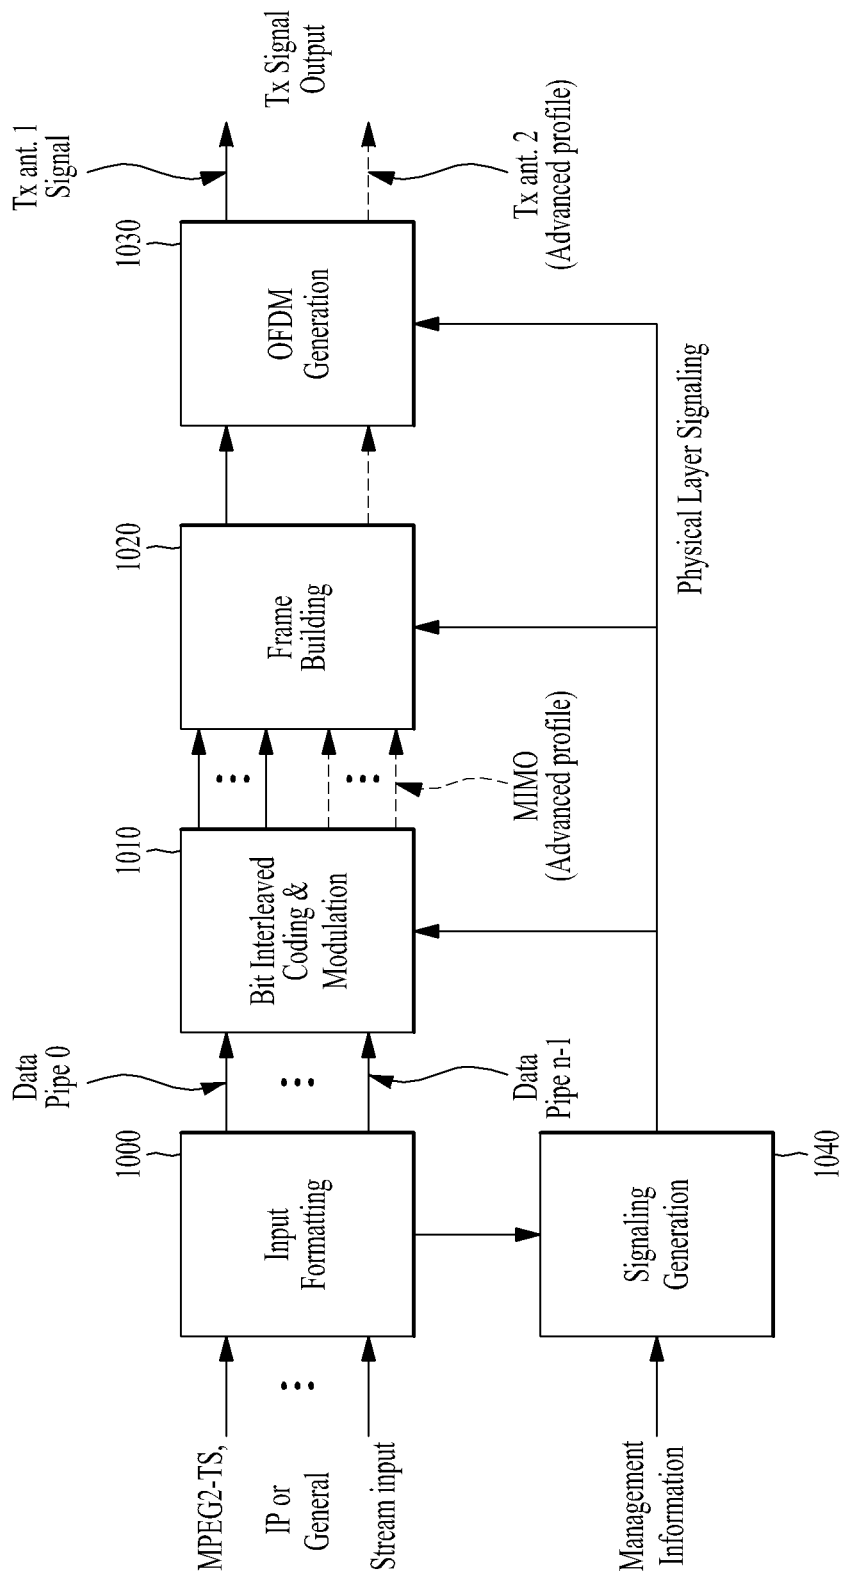 MPEG2-TS,
IP or
General
Stream input
Management
Information
1000
Input
Formatting
Data
Pipe 0
Data
Pipe n-1
Signaling
Generation
1040
1010
Bit Interleaved
Coding &
Modulation
MIMO
(Advanced profile)
1020
Frame
Building
Physical Layer Signaling
1030
OFDM
Generation
Tx ant. 1
Signal
Tx ant. 2
(Advanced profile)
Tx Signal
Output